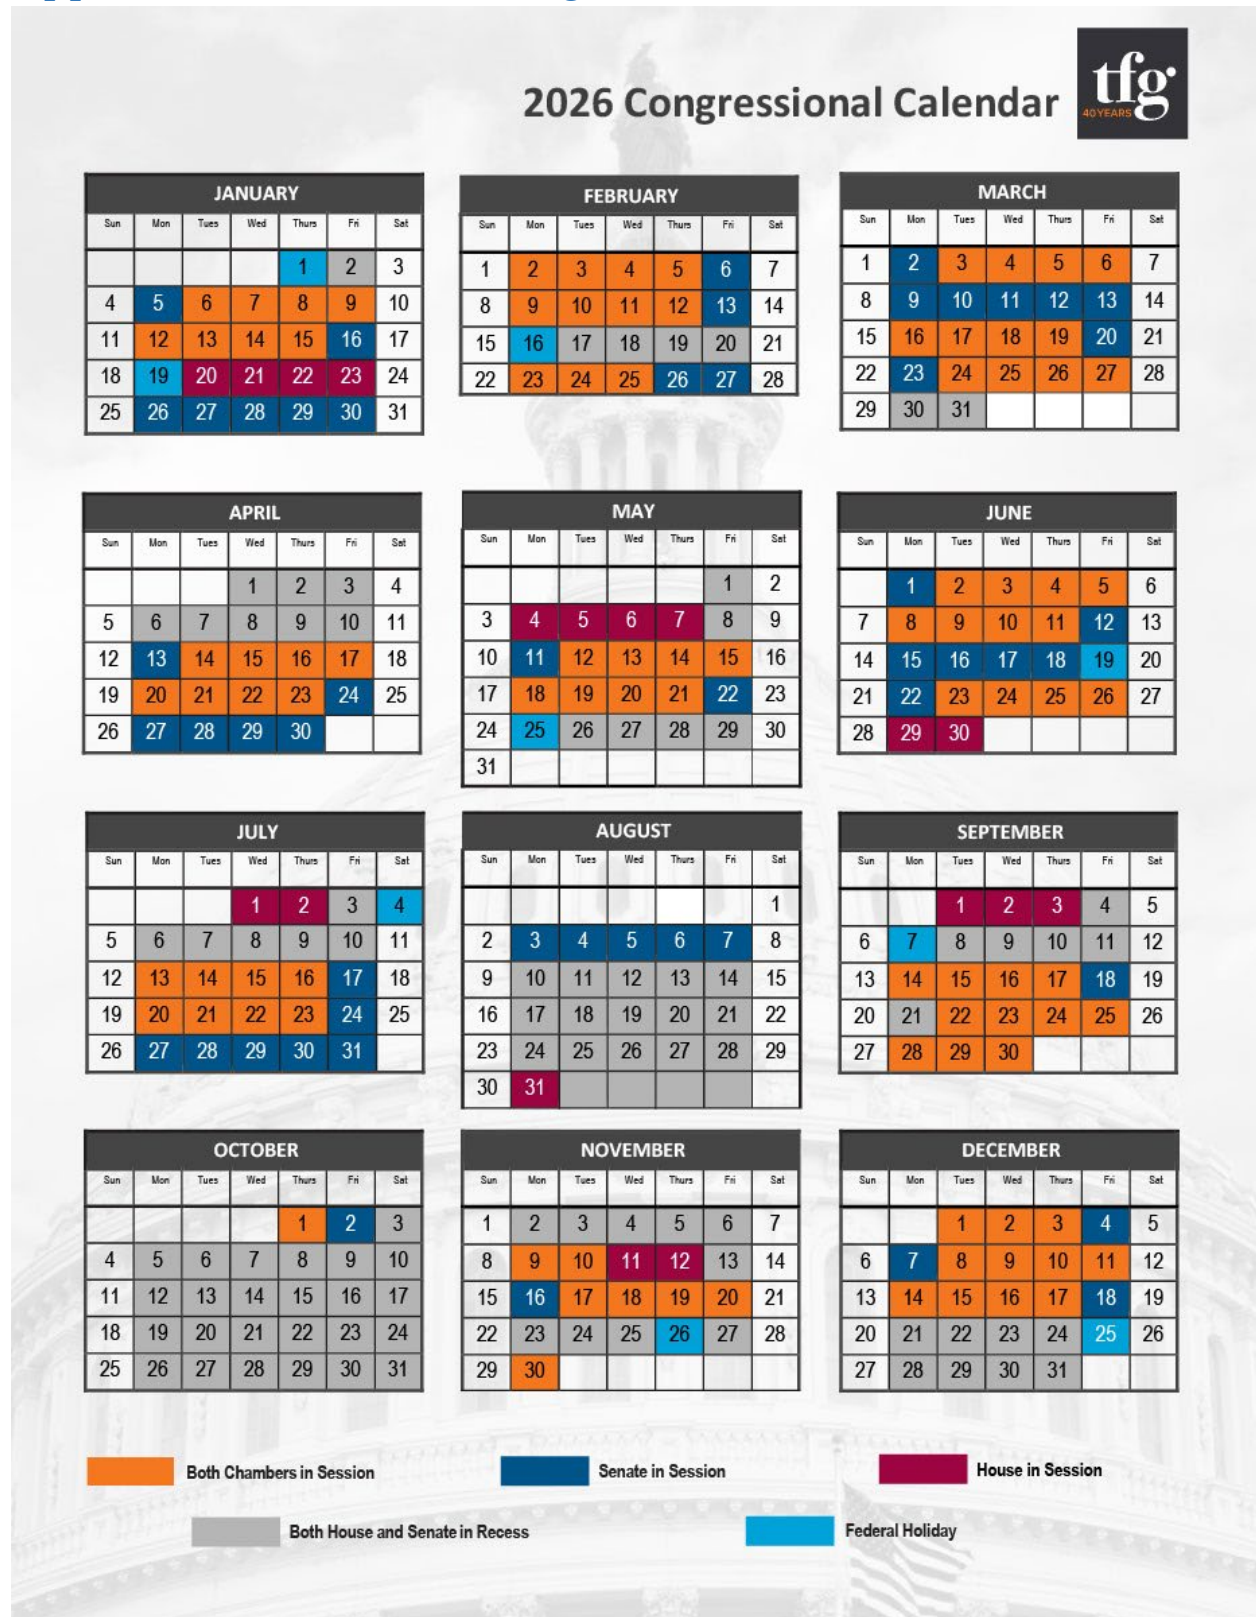 2026 Congressional Calendar
tfg
40 YEARS
JANUARY
Sun Mon Tues Wed Thurs Fri Sat
1 2 3
4 5 6 7 8 9 10
11 12 13 14 15 16 17
18 19 20 21 22 23 24
25 26 27 28 29 30 31
FEBRUARY
Sun Mon Tues Wed Thurs Fri Sat
1 2 3 4 5 6 7
8 9 10 11 12 13 14
15 16 17 18 19 20 21
22 23 24 25 26 27 28
MARCH
Sun Mon Tues Wed Thurs Fri Sat
1 2 3 4 5 6 7
8 9 10 11 12 13 14
15 16 17 18 19 20 21
22 23 24 25 26 27 28
29 30 31
APRIL
Sun Mon Tues Wed Thurs Fri Sat
1 2 3 4
5 6 7 8 9 10 11
12 13 14 15 16 17 18
19 20 21 22 23 24 25
26 27 28 29 30
MAY
Sun Mon Tues Wed Thurs Fri Sat
1 2
3 4 5 6 7 8 9
10 11 12 13 14 15 16
17 18 19 20 21 22 23
24 25 26 27 28 29 30
31
JUNE
Sun Mon Tues Wed Thurs Fri Sat
1 2 3 4 5 6
7 8 9 10 11 12 13
14 15 16 17 18 19 20
21 22 23 24 25 26 27
28 29 30
JULY
Sun Mon Tues Wed Thurs Fri Sat
1 2 3 4
5 6 7 8 9 10 11
12 13 14 15 16 17 18
19 20 21 22 23 24 25
26 27 28 29 30 31
AUGUST
Sun Mon Tues Wed Thurs Fri Sat
1
2 3 4 5 6 7 8
9 10 11 12 13 14 15
16 17 18 19 20 21 22
23 24 25 26 27 28 29
30 31
SEPTEMBER
Sun Mon Tues Wed Thurs Fri Sat
1 2 3 4 5
6 7 8 9 10 11 12
13 14 15 16 17 18 19
20 21 22 23 24 25 26
27 28 29 30
OCTOBER
Sun Mon Tues Wed Thurs Fri Sat
1 2 3
4 5 6 7 8 9 10
11 12 13 14 15 16 17
18 19 20 21 22 23 24
25 26 27 28 29 30 31
NOVEMBER
Sun Mon Tues Wed Thurs Fri Sat
1 2 3 4 5 6 7
8 9 10 11 12 13 14
15 16 17 18 19 20 21
22 23 24 25 26 27 28
29 30
DECEMBER
Sun Mon Tues Wed Thurs Fri Sat
1 2 3 4 5
6 7 8 9 10 11 12
13 14 15 16 17 18 19
20 21 22 23 24 25 26
27 28 29 30 31
Both Chambers in Session
Senate in Session
House in Session
Both House and Senate in Recess
Federal Holiday